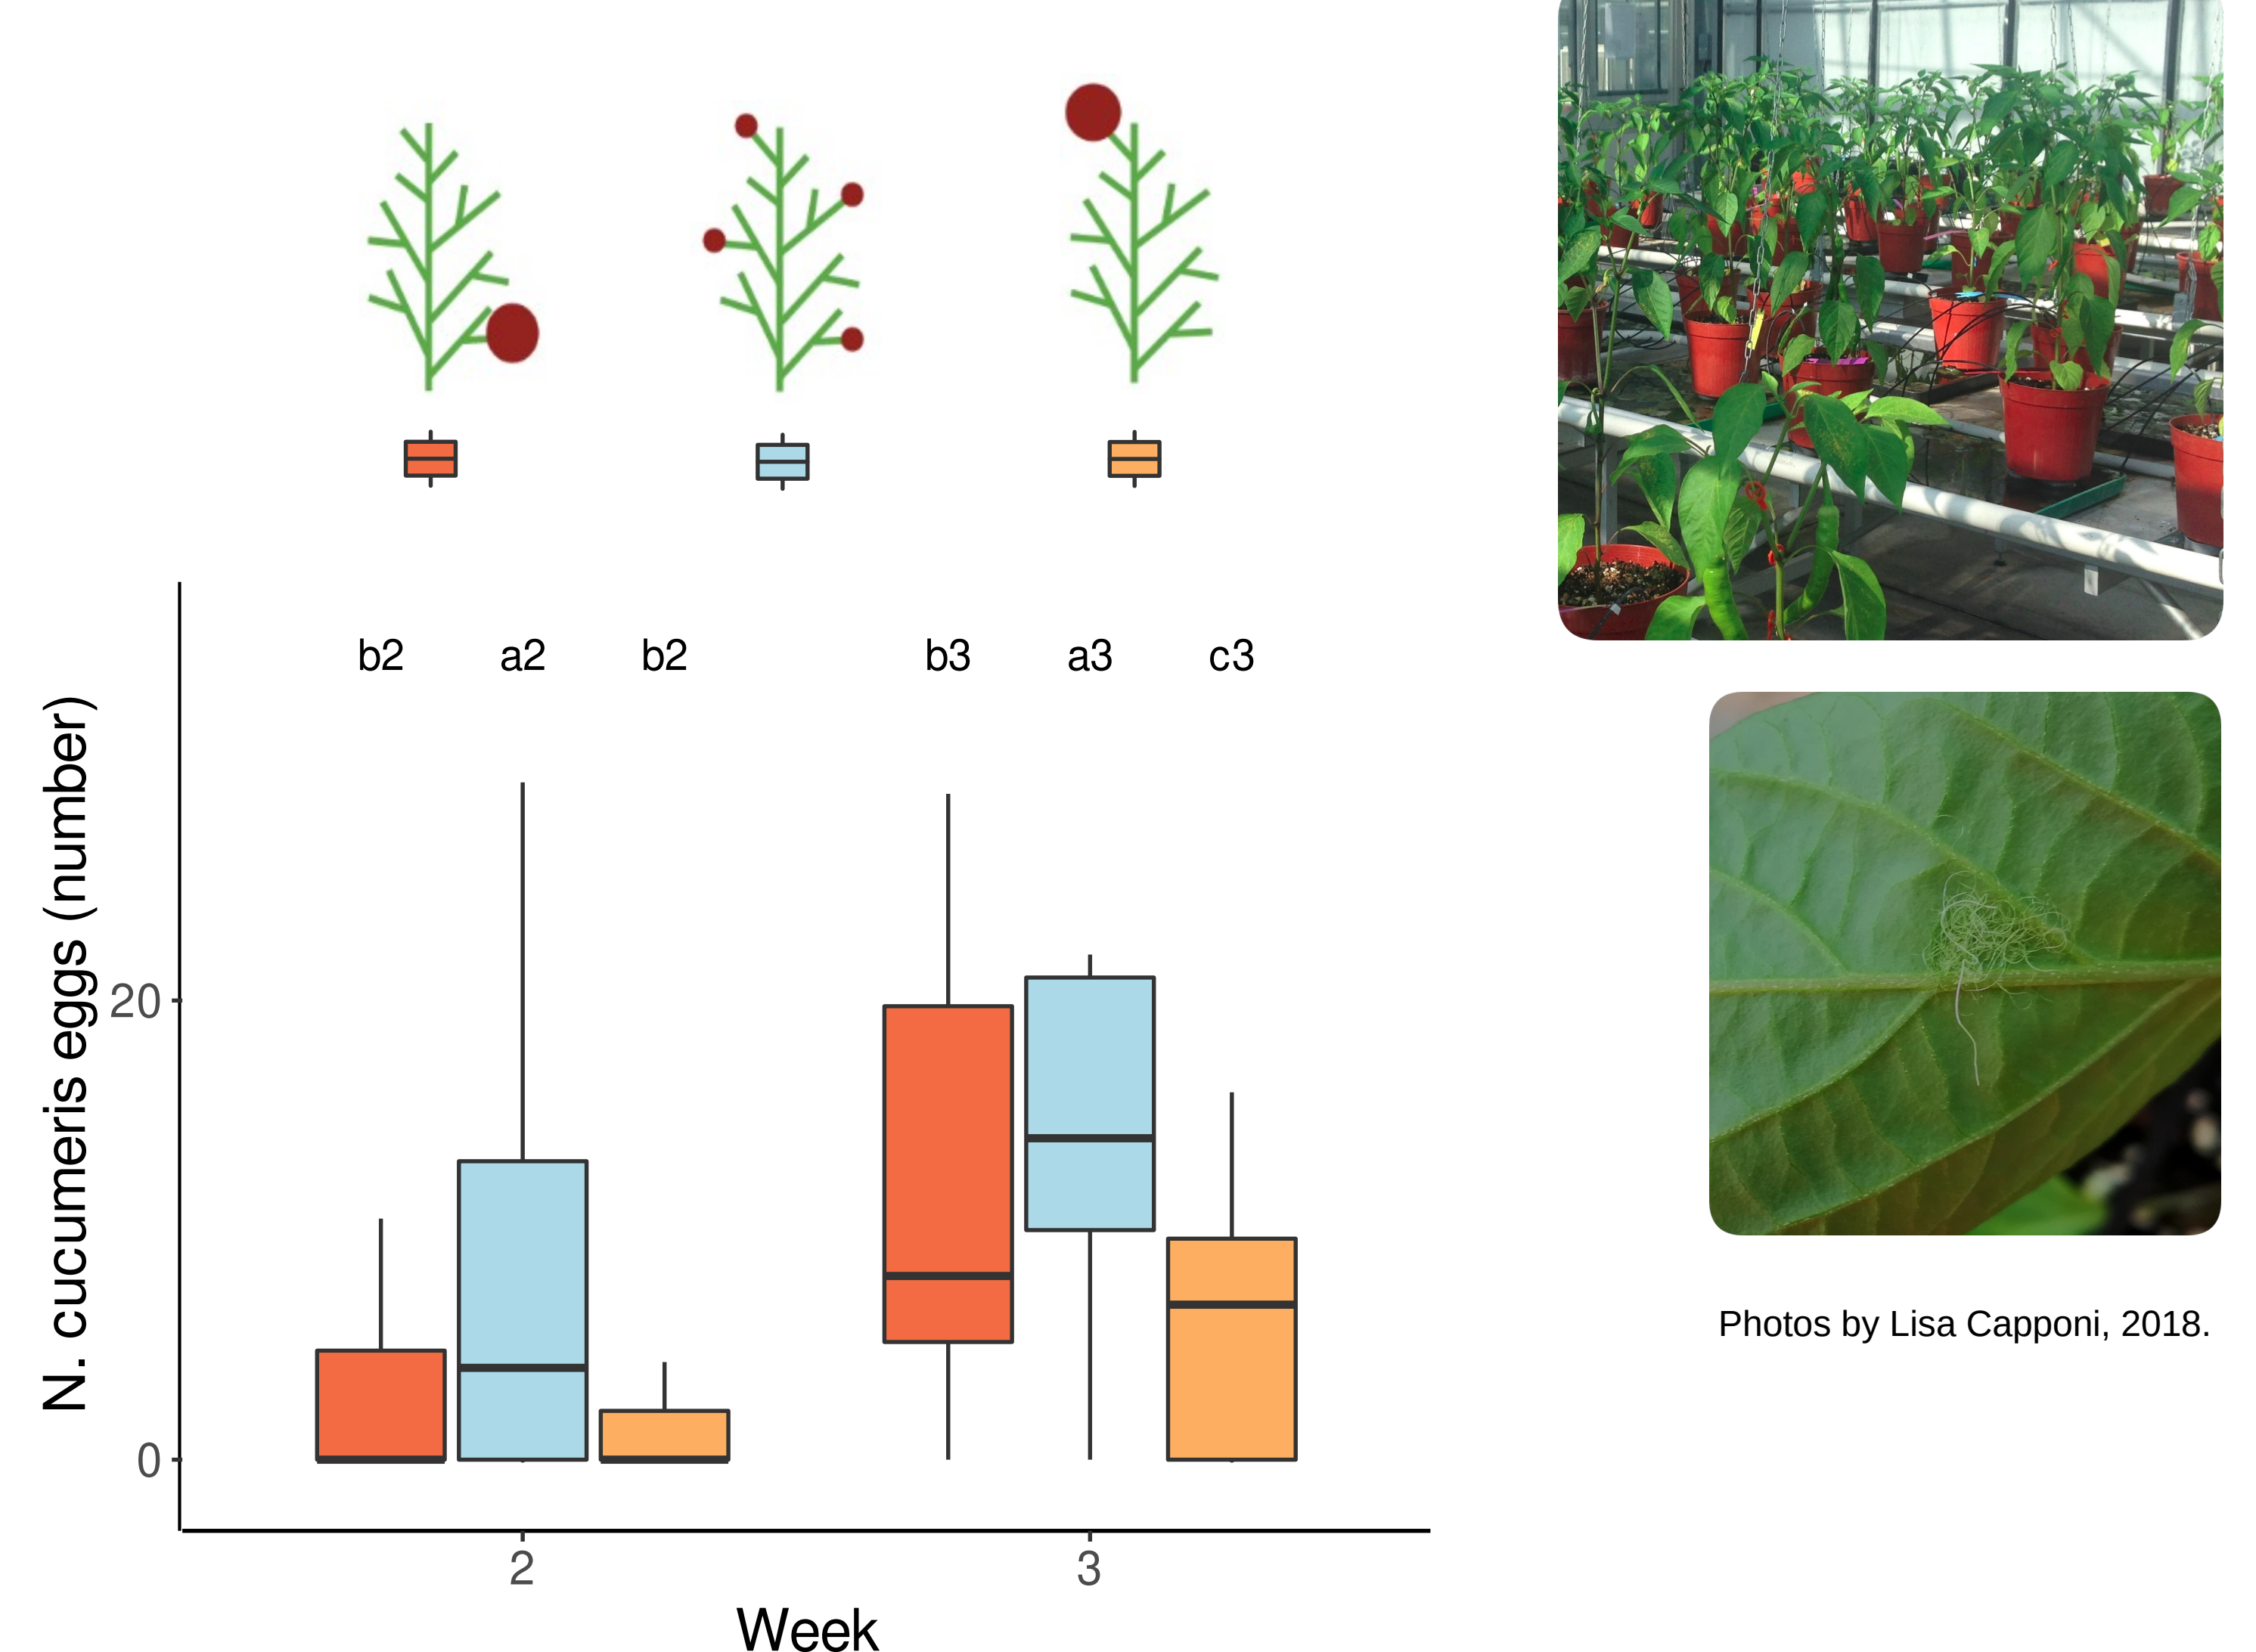 b2 a2 b2 b3 a3 c3
N. cucumeris eggs (number)
20
0
2 3
Week
Photos by Lisa Capponi, 2018.